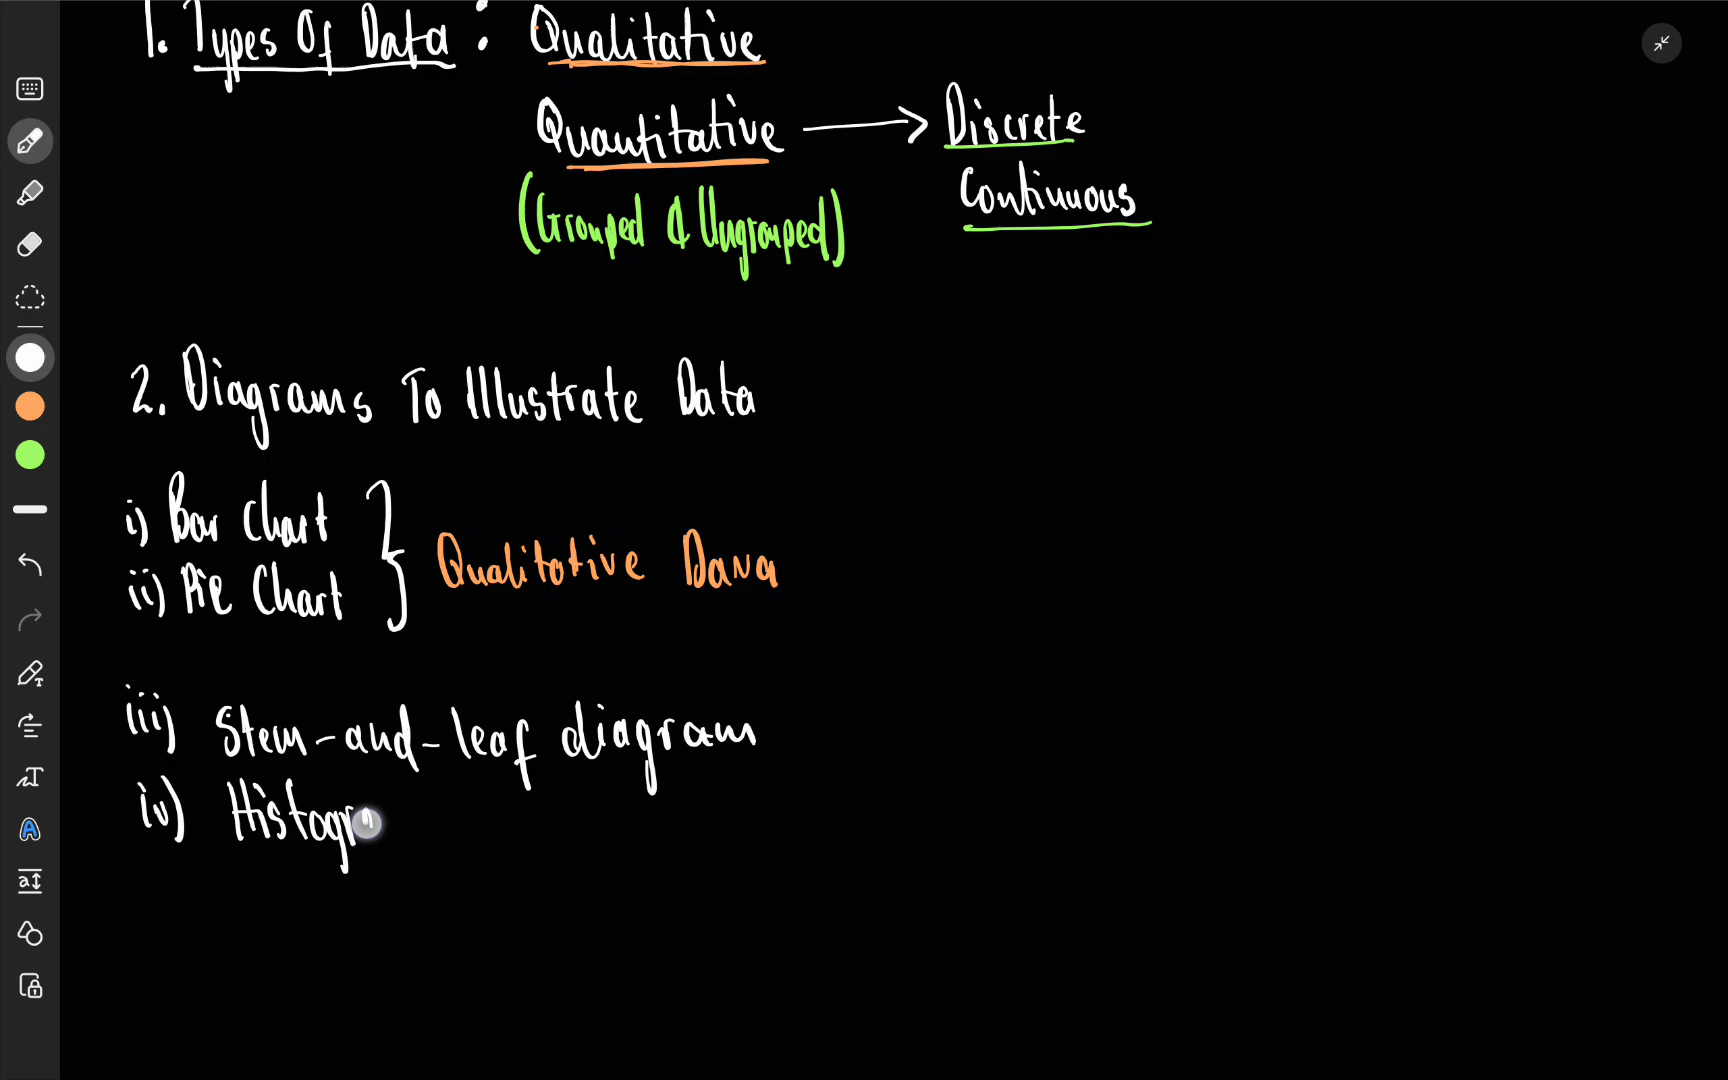 1. Types Of Data : Qualitative
Quantitative → Discrete
Continuous
(Grouped & Ungrouped)
2. Diagrams To Illustrate Data
i) Bar Chart
ii) Pie Chart
Qualitative Dava
iii) Stem-and-leaf diagram
iv) Histogr